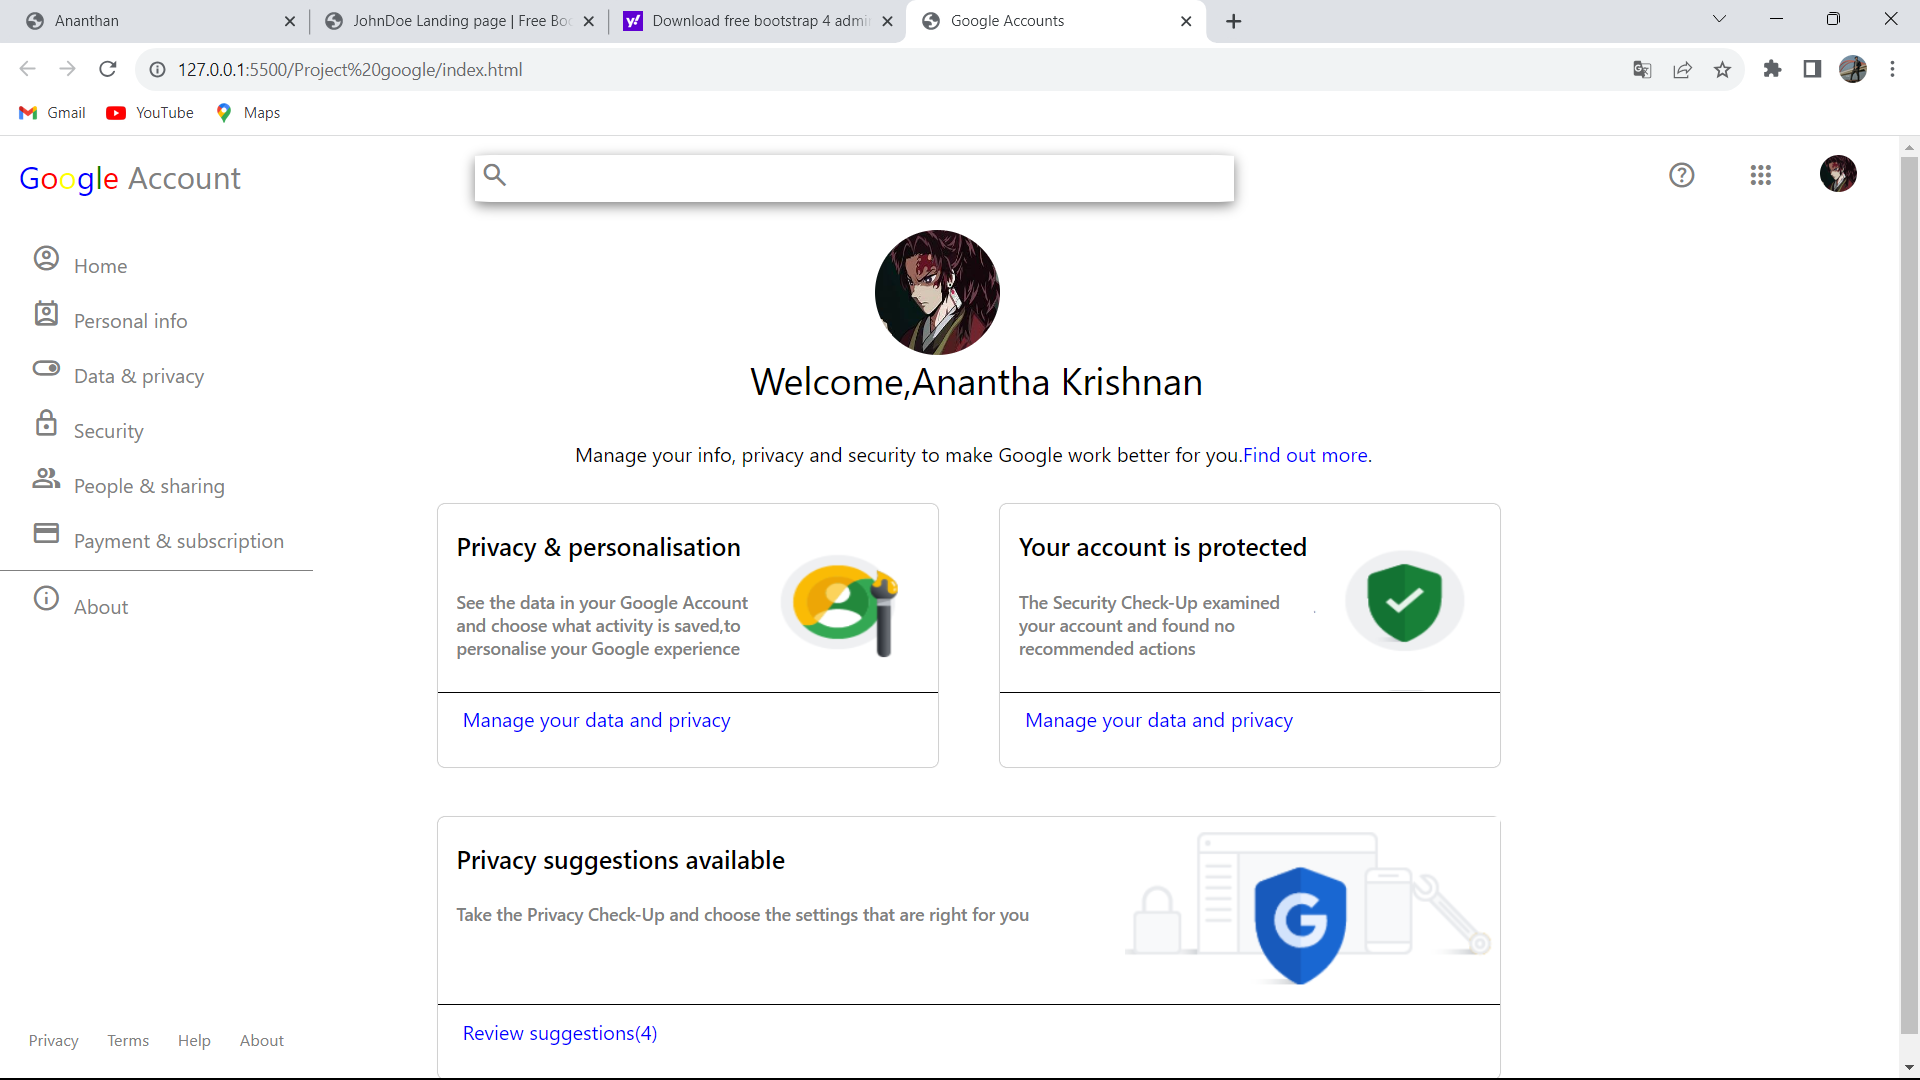 Ananthan
JohnDoe Landing page | Free Boo
Download free bootstrap 4 admi
Google Accounts
127.0.0.1:5500/Project%20google/index.html
Gmail
YouTube
Maps
Google Account
Home
Personal info
Data & privacy
Security
People & sharing
Payment & subscription
About
Welcome,Anantha Krishnan
Manage your info, privacy and security to make Google work better for you.Find out more.
Privacy & personalisation
See the data in your Google Account
and choose what activity is saved,to
personalise your Google experience
Manage your data and privacy
Your account is protected
The Security Check-Up examined
your account and found no
recommended actions
Manage your data and privacy
Privacy suggestions available
Take the Privacy Check-Up and choose the settings that are right for you
Review suggestions(4)
Privacy
Terms
Help
About